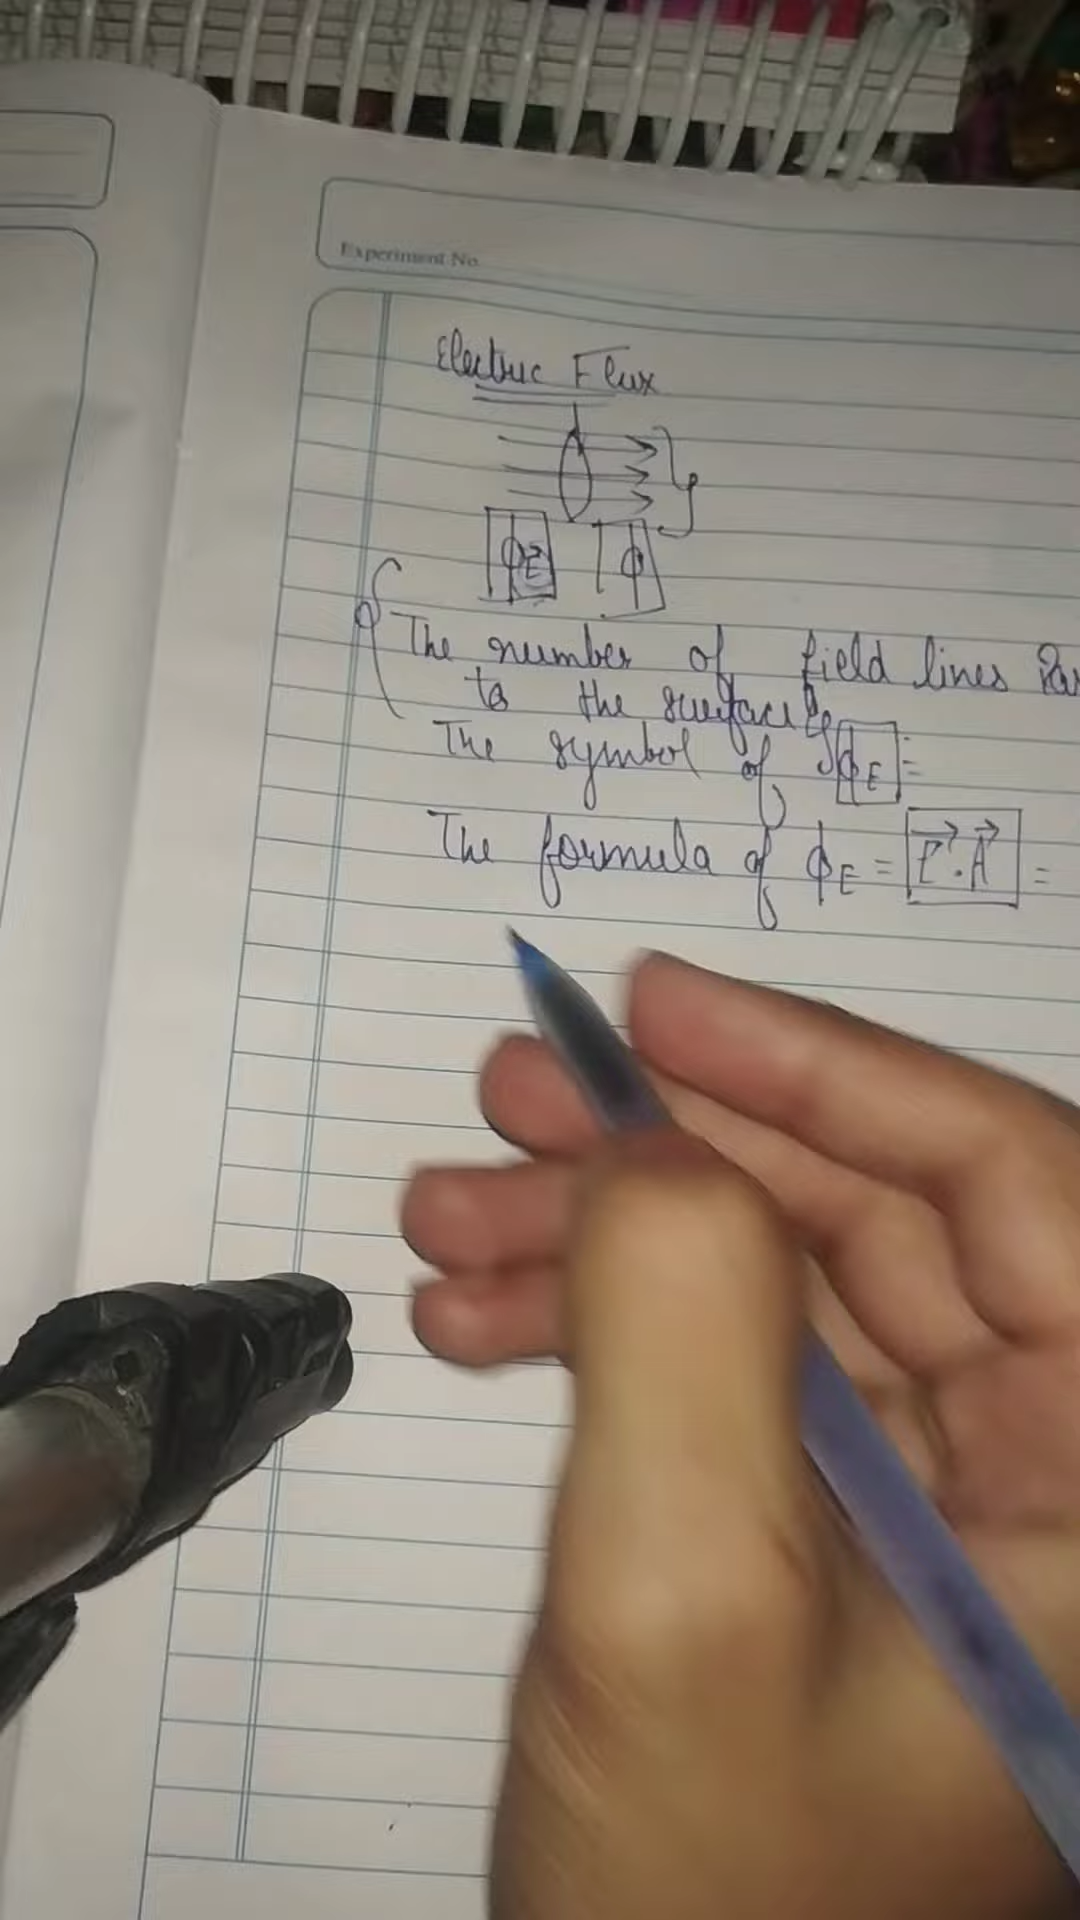 Experiment No.
Electric Flux
ϕE ϕ
The number of field lines
to the surface
The symbol of ϕE =
The formula of ϕE = E⃗ . A⃗ =